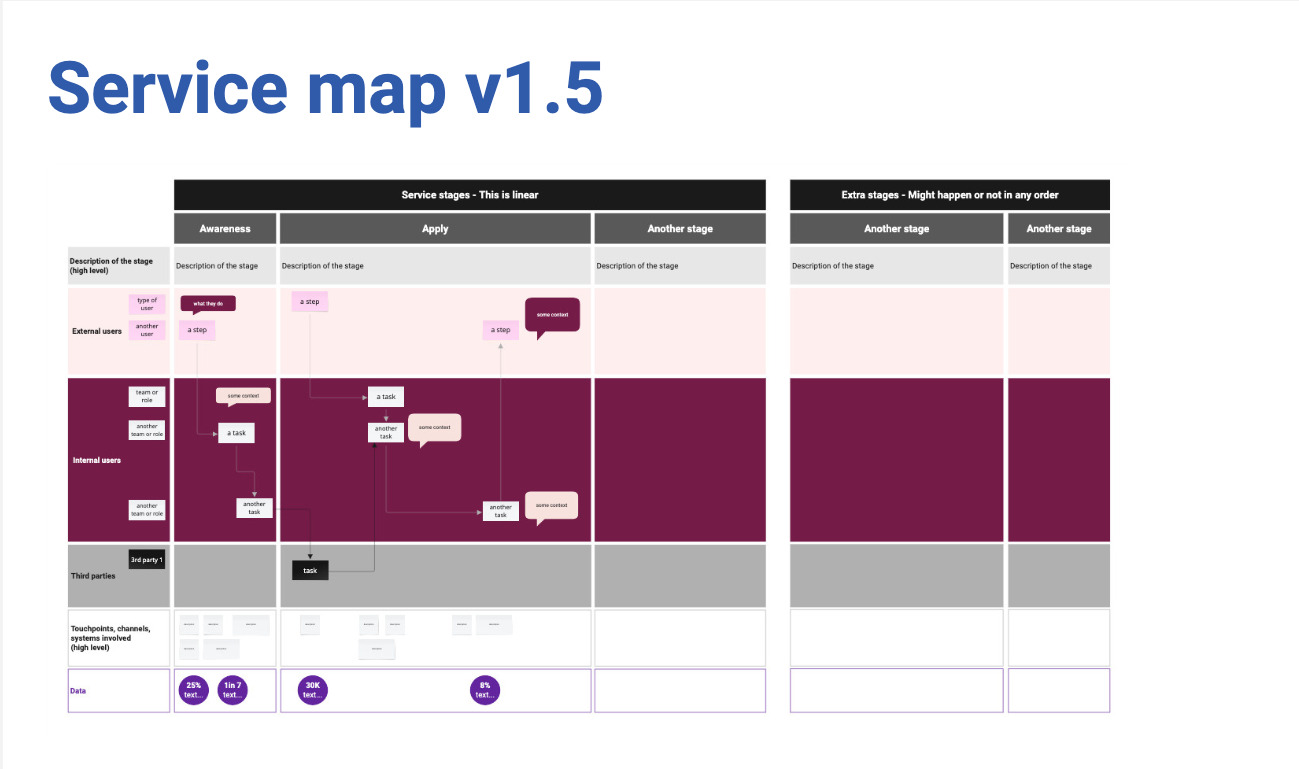 Service map v1.5
Service stages - This is linear
Extra stages - Might happen or not in any order
Awareness
Apply
Another stage
Another stage
Another stage
Description of the stage
(high level)
Description of the stage
Description of the stage
Description of the stage
Description of the stage
Description of the stage
External users
type of
user
another
user
what they do
a step
a step
a step
some context
Internal users
team or
role
another
team or role
another
team or role
some context
a task
another
task
a task
another
task
some context
another
task
some context
Third parties
3rd party 1
task
Touchpoints, channels,
systems involved
(high level)
Data
25%
text...
1in 7
text...
30K
text...
8%
text...